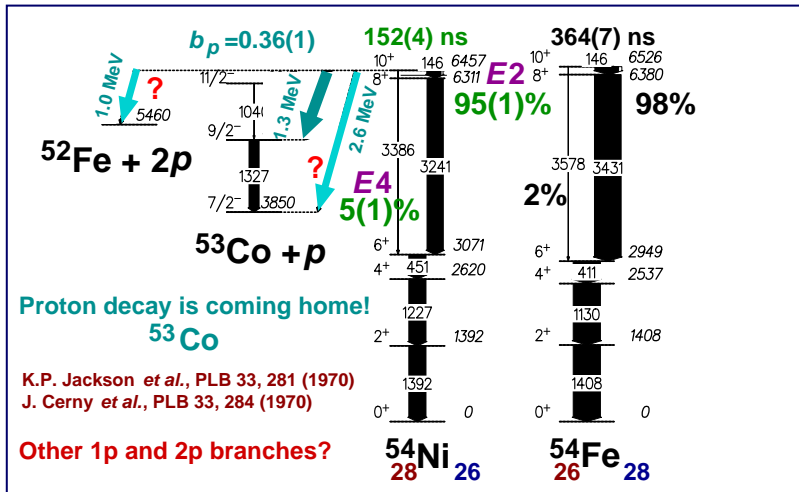 b_p =0.36(1)
152(4) ns
364(7) ns
10+ 146 6457
8+ 6311
E2
95(1)%
10+ 146 6526
8+ 6380
98%
1.0 MeV
?
5460
52Fe + 2p
11/2−
9/2− 1327
1.3 MeV
2.6 MeV
?
7/2− 3850
53Co + p
3386
3241
E4
5(1)%
3578
3431
2%
6+ 3071
4+ 451 2620
1227
2+ 1392
1392
0+ 0
6+ 2949
4+ 411 2537
1130
2+ 1408
1408
0+ 0
Proton decay is coming home!
53Co
K.P. Jackson et al., PLB 33, 281 (1970)
J. Cerny et al., PLB 33, 284 (1970)
Other 1p and 2p branches?
54Ni
28 26
54Fe
26 28